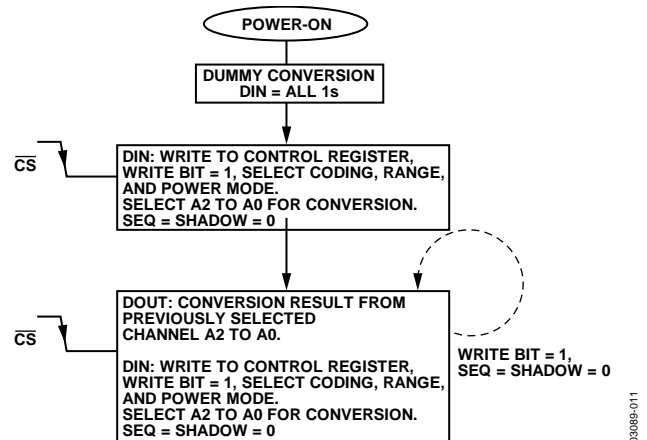 POWER-ON
DUMMY CONVERSION
DIN = ALL 1s
CS
DIN: WRITE TO CONTROL REGISTER,
WRITE BIT = 1, SELECT CODING, RANGE,
AND POWER MODE.
SELECT A2 TO A0 FOR CONVERSION.
SEQ = SHADOW = 0
CS
DOUT: CONVERSION RESULT FROM
PREVIOUSLY SELECTED
CHANNEL A2 TO A0.
DIN: WRITE TO CONTROL REGISTER,
WRITE BIT = 1, SELECT CODING, RANGE,
AND POWER MODE.
SELECT A2 TO A0 FOR CONVERSION.
SEQ = SHADOW = 0
WRITE BIT = 1,
SEQ = SHADOW = 0
03089-011